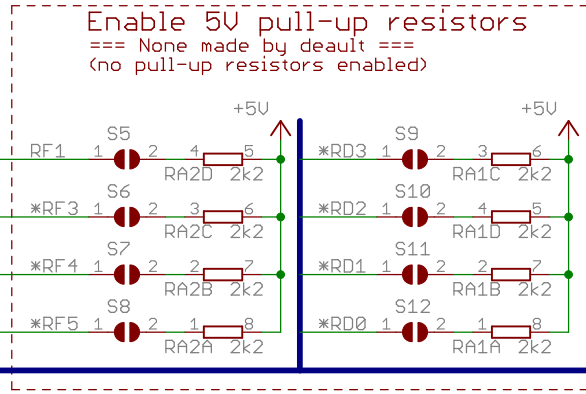 Enable 5V pull-up resistors
=== None made by deault ===
(no pull-up resistors enabled)
+5V +5V
S5 S9
RF1 1 2 4 5 *RD3 1 2 3 6
RA2D 2k2 RA1C 2k2
S6 S10
*RF3 1 2 3 6 *RD2 1 2 4 5
RA2C 2k2 RA1D 2k2
S7 S11
*RF4 1 2 2 7 *RD1 1 2 2 7
RA2B 2k2 RA1B 2k2
S8 S12
*RF5 1 2 1 8 *RD0 1 2 1 8
RA2A 2k2 RA1A 2k2